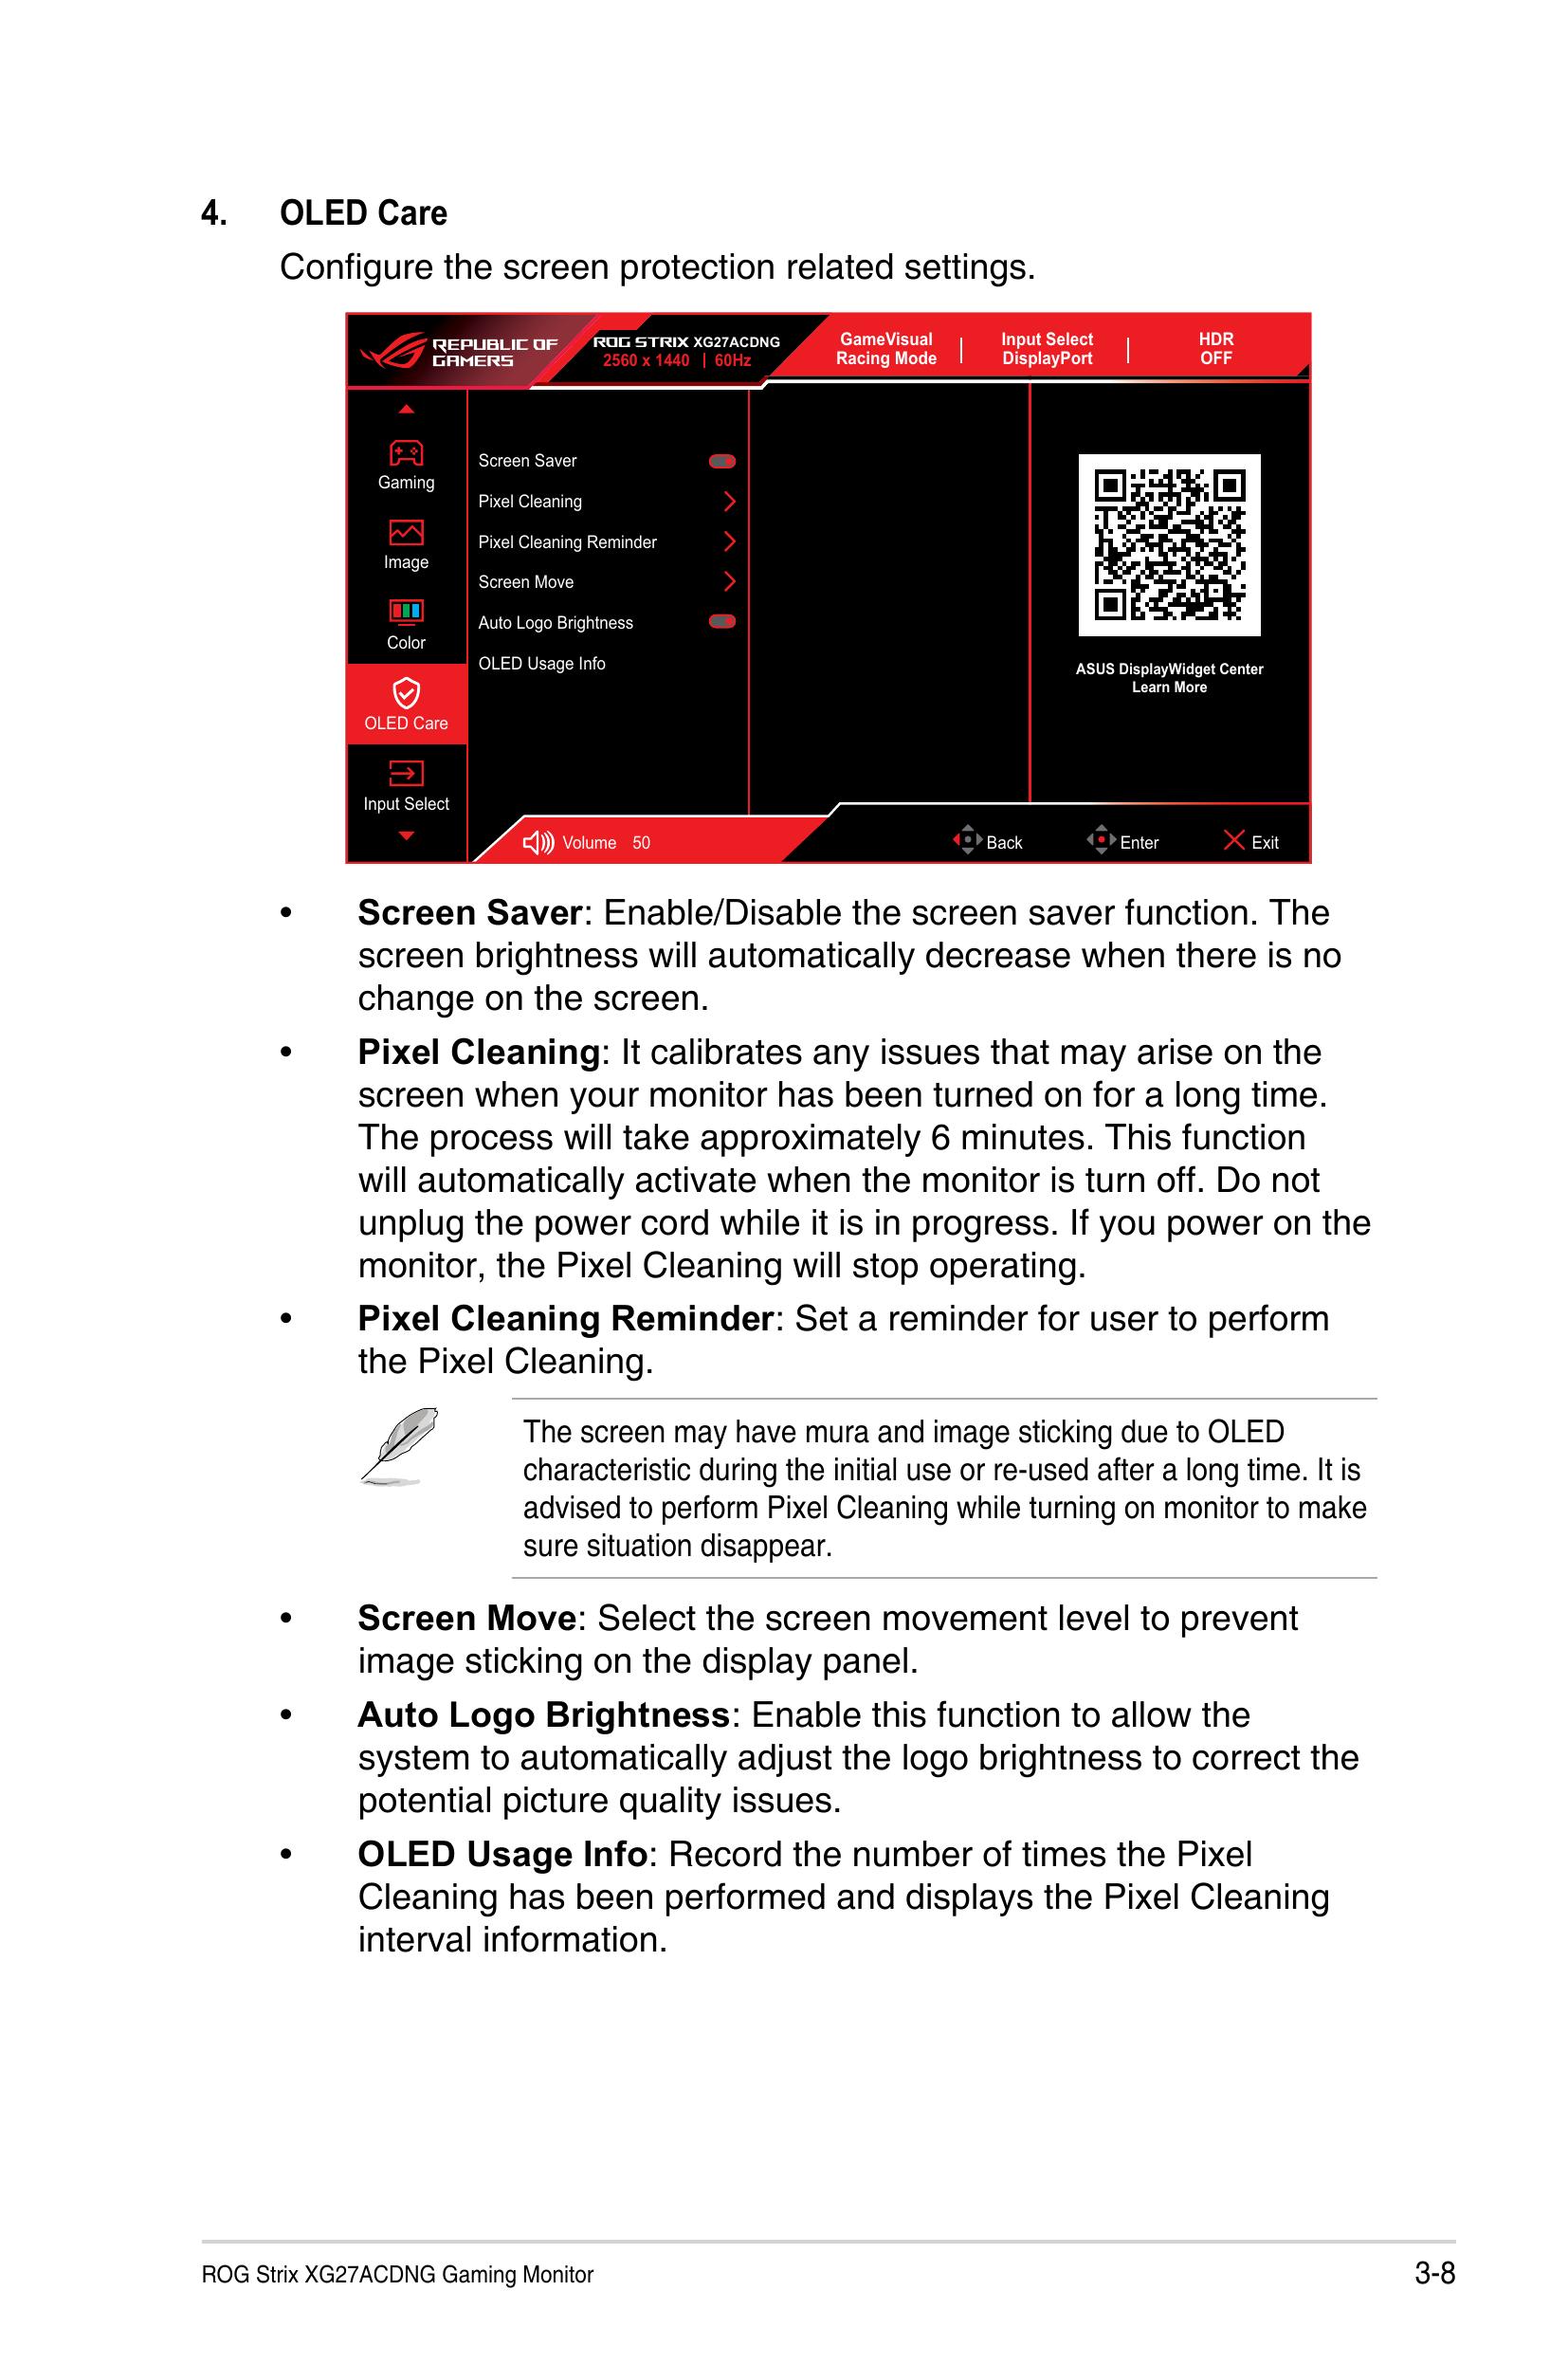 4. OLED Care
Configure the screen protection related settings.
REPUBLIC OF
GAMERS
ROG STRIX XG27ACDNG
2560 x 1440 | 60Hz
GameVisual
Racing Mode
Input Select
DisplayPort
HDR
OFF
Gaming
Image
Color
OLED Care
Input Select
Screen Saver
Pixel Cleaning
Pixel Cleaning Reminder
Screen Move
Auto Logo Brightness
OLED Usage Info
ASUS DisplayWidget Center
Learn More
Volume 50
Back
Enter
Exit
• Screen Saver: Enable/Disable the screen saver function. The
screen brightness will automatically decrease when there is no
change on the screen.
• Pixel Cleaning: It calibrates any issues that may arise on the
screen when your monitor has been turned on for a long time.
The process will take approximately 6 minutes. This function
will automatically activate when the monitor is turn off. Do not
unplug the power cord while it is in progress. If you power on the
monitor, the Pixel Cleaning will stop operating.
• Pixel Cleaning Reminder: Set a reminder for user to perform
the Pixel Cleaning.
The screen may have mura and image sticking due to OLED
characteristic during the initial use or re-used after a long time. It is
advised to perform Pixel Cleaning while turning on monitor to make
sure situation disappear.
• Screen Move: Select the screen movement level to prevent
image sticking on the display panel.
• Auto Logo Brightness: Enable this function to allow the
system to automatically adjust the logo brightness to correct the
potential picture quality issues.
• OLED Usage Info: Record the number of times the Pixel
Cleaning has been performed and displays the Pixel Cleaning
interval information.
ROG Strix XG27ACDNG Gaming Monitor
3-8